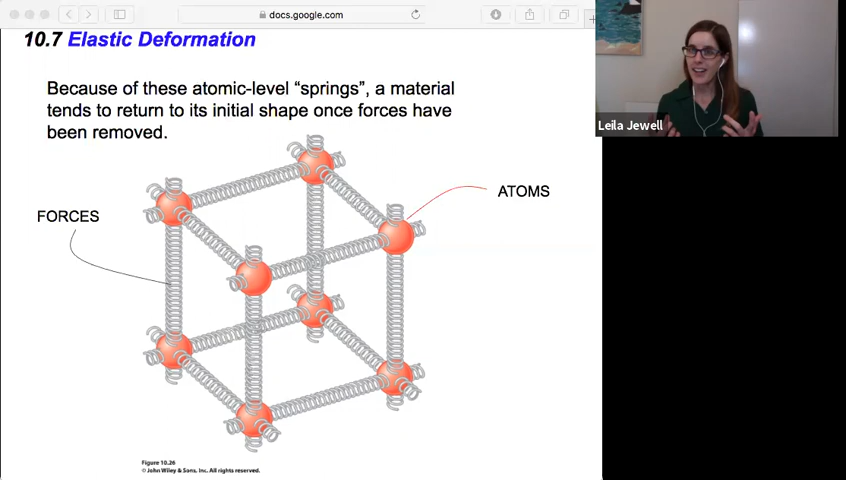 docs.google.com
10.7 Elastic Deformation
Because of these atomic-level “springs”, a material
tends to return to its initial shape once forces have
been removed.
Leila Jewell
ATOMS
FORCES
Figure 10.26
© John Wiley & Sons, Inc. All rights reserved.